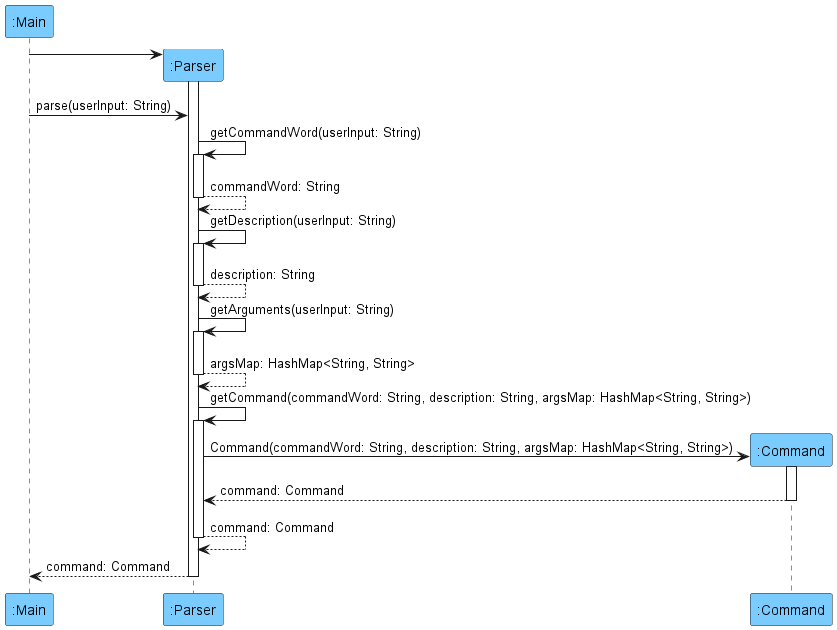 :Main
:Parser
parse(userInput: String)
getCommandWord(userInput: String)
commandWord: String
getDescription(userInput: String)
description: String
getArguments(userInput: String)
argsMap: HashMap<String, String>
getCommand(commandWord: String, description: String, argsMap: HashMap<String, String>)
Command(commandWord: String, description: String, argsMap: HashMap<String, String>)
:Command
command: Command
command: Command
command: Command
:Main
:Parser
:Command